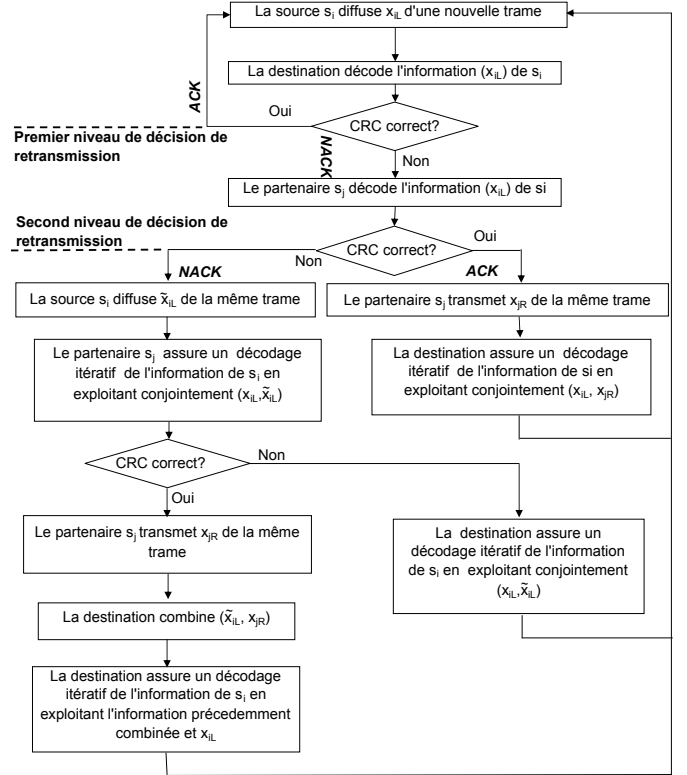 La source si diffuse xiL d'une nouvelle trame
La destination décode l'information (xiL) de si
ACK
Oui
CRC correct?
Premier niveau de décision de
retransmission
NACK
Non
Le partenaire sj décode l'information (xiL) de si
Second niveau de décision de
retransmission
CRC correct?
Oui
Non
NACK
ACK
La source si diffuse x̃iL de la même trame
Le partenaire sj transmet xjR de la même trame
Le partenaire sj assure un décodage
itératif de l'information de si en
exploitant conjointement (xiL,x̃iL)
La destination assure un décodage
itératif de l'information de si en
exploitant conjointement (xiL, xjR)
CRC correct?
Non
Oui
Le partenaire sj transmet xjR de la même
trame
La destination assure un
décodage itératif de l'information
de si en exploitant conjointement
(xiL,x̃iL)
La destination combine (x̃iL, xjR)
La destination assure un décodage
itératif de l'information de si en
exploitant l'information précedemment
combinée et xiL